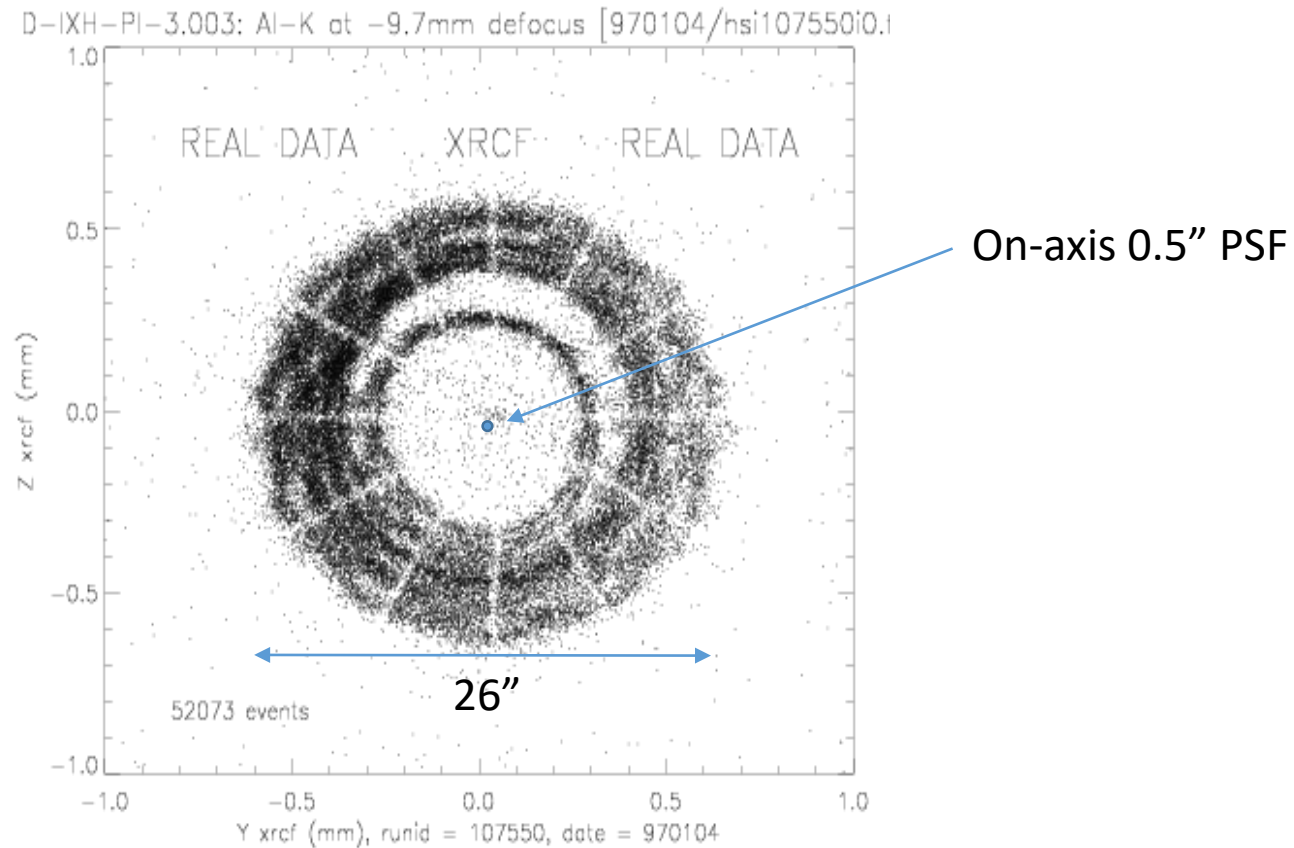 D-IXH-PI-3.003: Al-K at -9.7mm defocus [970104/hsi107550i0.f
1.0
REAL DATA XRCF REAL DATA
0.5
On-axis 0.5” PSF
Z xrcf (mm)
0.0
-0.5
26”
52073 events
-1.0
-1.0 -0.5 0.0 0.5 1.0
Y xrcf (mm), runid = 107550, date = 970104